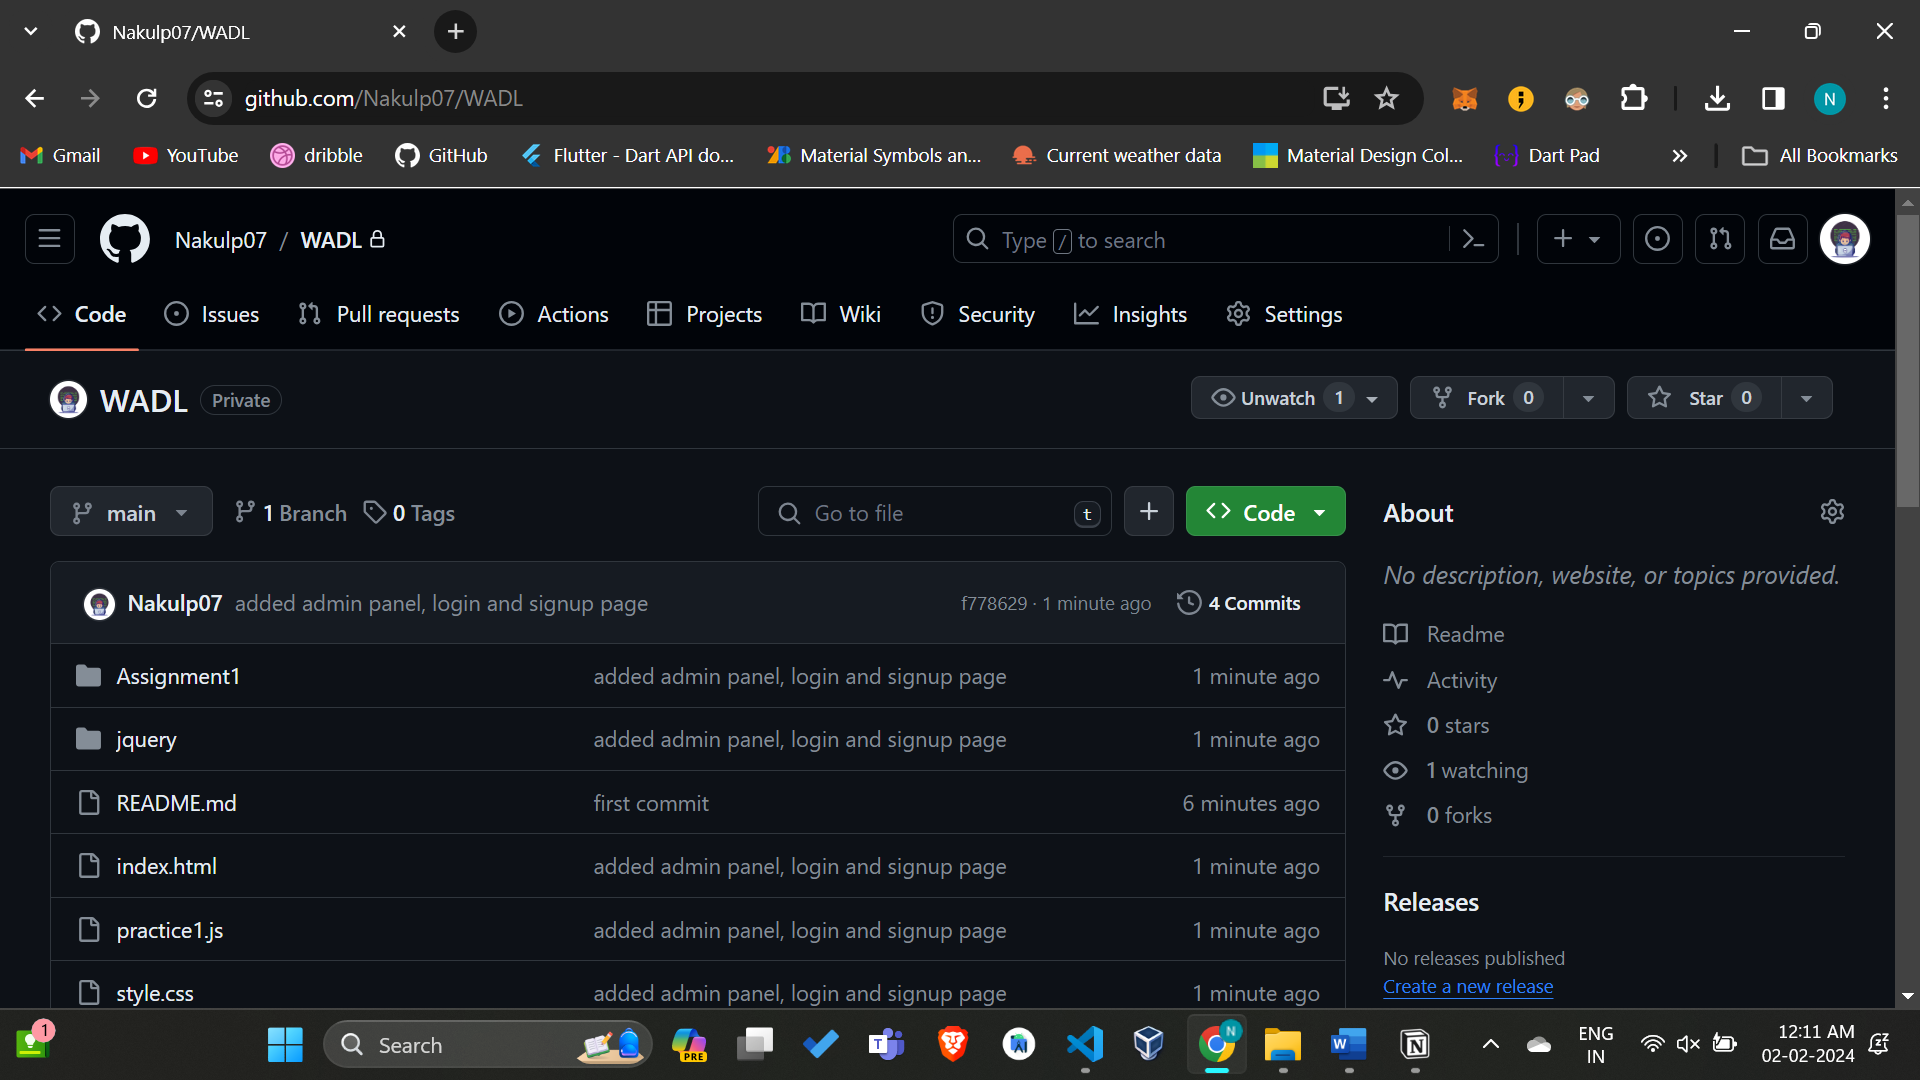 Nakulp07/WADL
github.com/Nakulp07/WADL
N
Gmail YouTube dribble GitHub Flutter - Dart API do... Material Symbols an... Current weather data Material Design Col... Dart Pad All Bookmarks
Nakulp07 / WADL
Type / to search
Code Issues Pull requests Actions Projects Wiki Security Insights Settings
WADL Private
Unwatch 1 Fork 0 Star 0
main 1 Branch 0 Tags
Go to file t
Code
About
No description, website, or topics provided.
Nakulp07 added admin panel, login and signup page f778629 · 1 minute ago 4 Commits
Assignment1 added admin panel, login and signup page 1 minute ago
jquery added admin panel, login and signup page 1 minute ago
README.md first commit 6 minutes ago
index.html added admin panel, login and signup page 1 minute ago
practice1.js added admin panel, login and signup page 1 minute ago
style.css added admin panel, login and signup page 1 minute ago
Readme
Activity
0 stars
1 watching
0 forks
Releases
No releases published
Create a new release
1
Search
PRE
T
N
W
N
ENG
IN
12:11 AM
02-02-2024